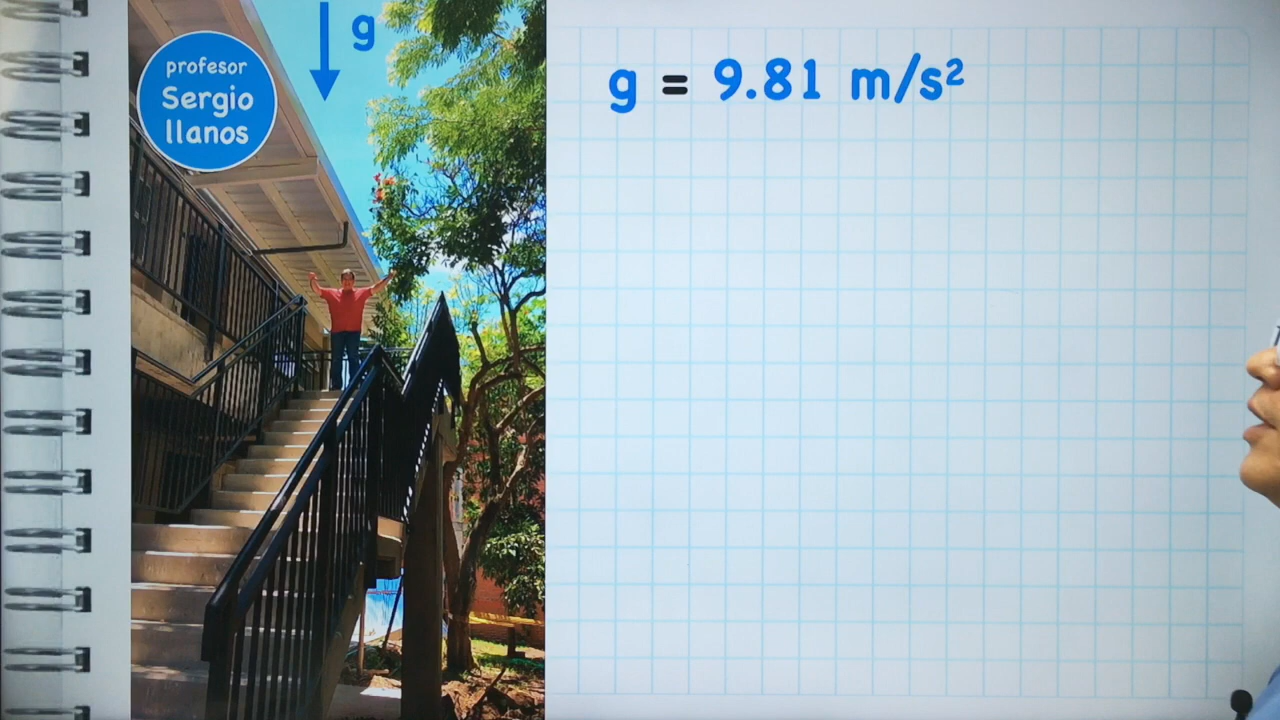 profesor
Sergio
llanos
g
g = 9.81 m/s²